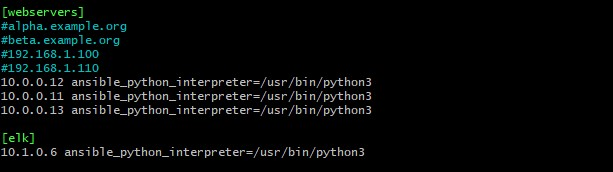 [webservers]
#alpha.example.org
#beta.example.org
#192.168.1.100
#192.168.1.110
10.0.0.12 ansible_python_interpreter=/usr/bin/python3
10.0.0.11 ansible_python_interpreter=/usr/bin/python3
10.0.0.13 ansible_python_interpreter=/usr/bin/python3
[elk]
10.1.0.6 ansible_python_interpreter=/usr/bin/python3